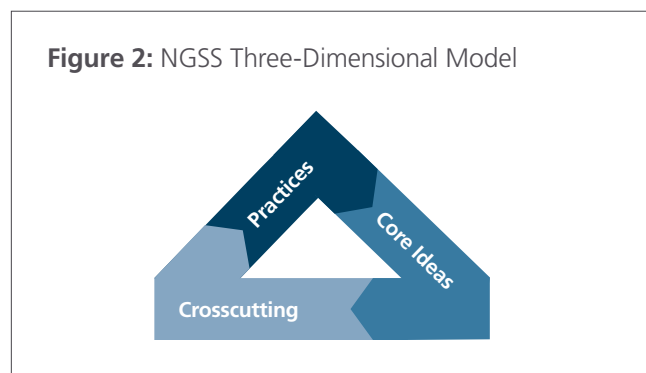 Figure 2: NGSS Three-Dimensional Model
Practices
Core Ideas
Crosscutting